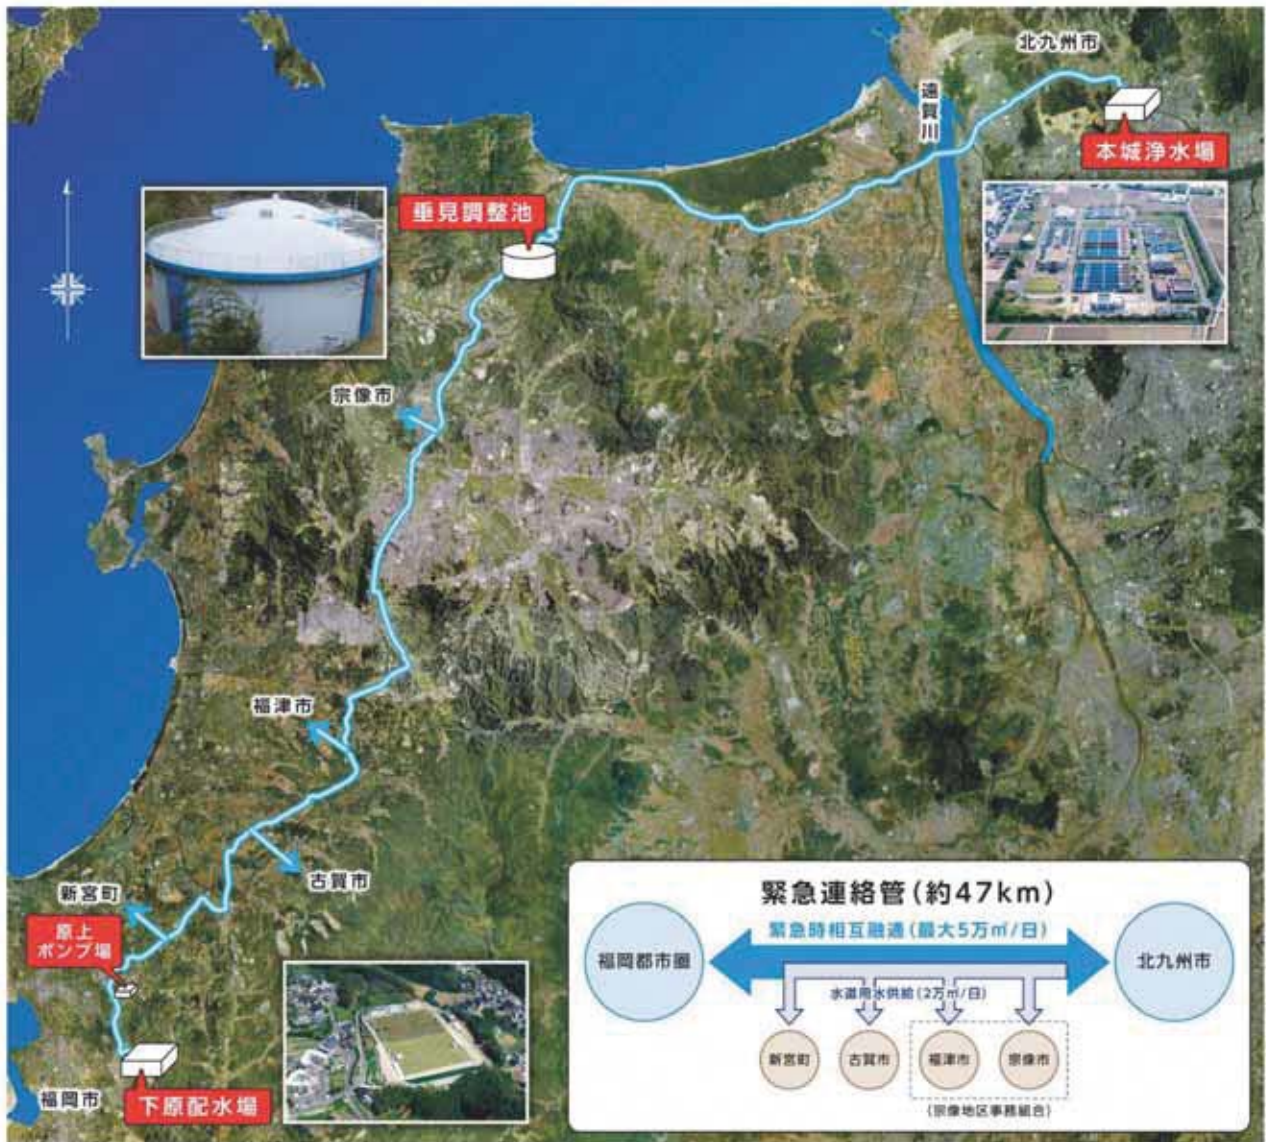 北九州市
遠賀川
本城浄水場
垂見調整池
宗像市
福津市
古賀市
新宮町
原上
ポンプ場
福岡市
下原配水場
緊急連絡管(約47km)
緊急時相互融通(最大5万㎥/日)
福岡都市圏
北九州市
水道用水供給(2万㎥/日)
新宮町
古賀市
福津市
宗像市
(宗像地区事務組合)